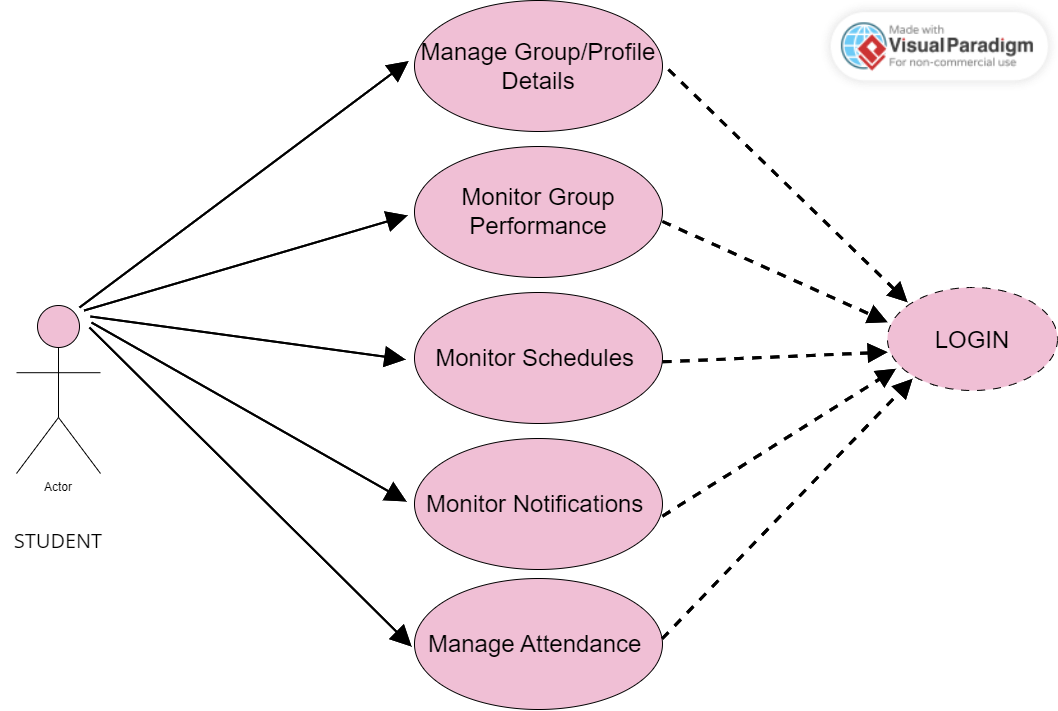 Manage Group/Profile
Details
Made with
Visual Paradigm
For non-commercial use
Monitor Group
Performance
Monitor Schedules
LOGIN
Monitor Notifications
Actor
STUDENT
Manage Attendance